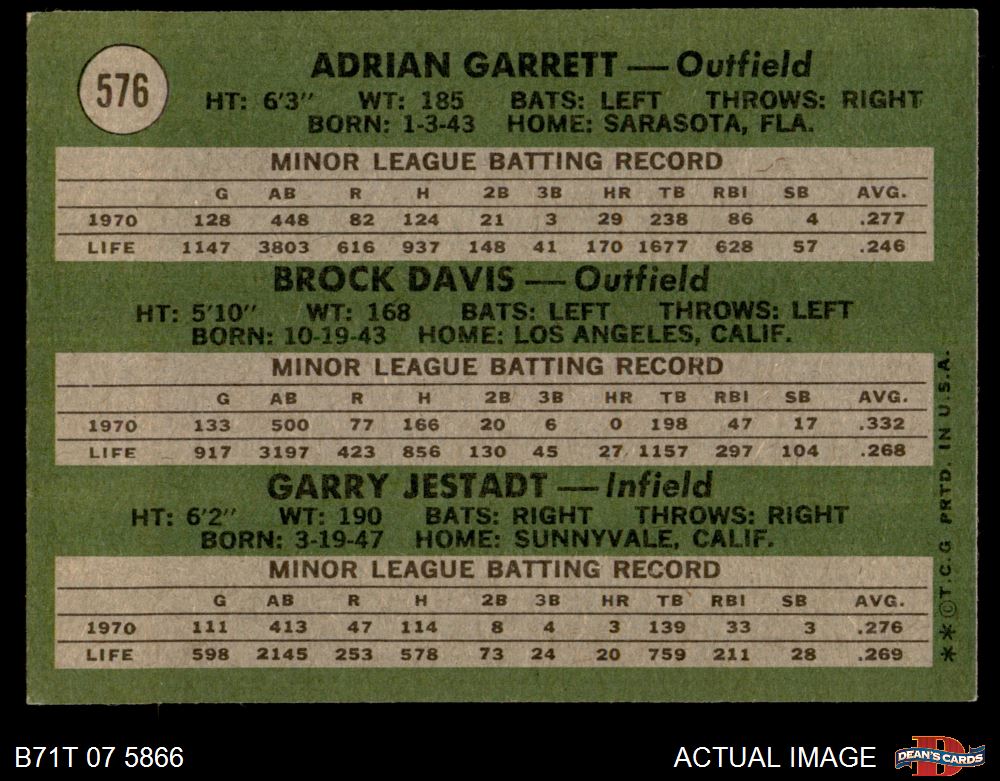 576
ADRIAN GARRETT — Outfield
HT: 6'3" WT: 185 BATS: LEFT THROWS: RIGHT
BORN: 1-3-43 HOME: SARASOTA, FLA.
MINOR LEAGUE BATTING RECORD
G AB R H 2B 3B HR TB RBI SB AVG.
1970 128 448 82 124 21 3 29 238 86 4 .277
LIFE 1147 3803 616 937 148 41 170 1677 628 57 .246
BROCK DAVIS — Outfield
HT: 5'10" WT: 168 BATS: LEFT THROWS: LEFT
BORN: 10-19-43 HOME: LOS ANGELES, CALIF.
MINOR LEAGUE BATTING RECORD
G AB R H 2B 3B HR TB RBI SB AVG.
1970 133 500 77 166 20 6 0 198 47 17 .332
LIFE 917 3197 423 856 130 45 27 1157 297 104 .268
GARRY JESTADT — Infield
HT: 6'2" WT: 190 BATS: RIGHT THROWS: RIGHT
BORN: 3-19-47 HOME: SUNNYVALE, CALIF.
MINOR LEAGUE BATTING RECORD
G AB R H 2B 3B HR TB RBI SB AVG.
1970 111 413 47 114 8 4 3 139 33 3 .276
LIFE 598 2145 253 578 73 24 20 759 211 28 .269
**©T.C.G PRTD. IN U.S.A.
B71T 07 5866
ACTUAL IMAGE
D
DEAN'S CARDS